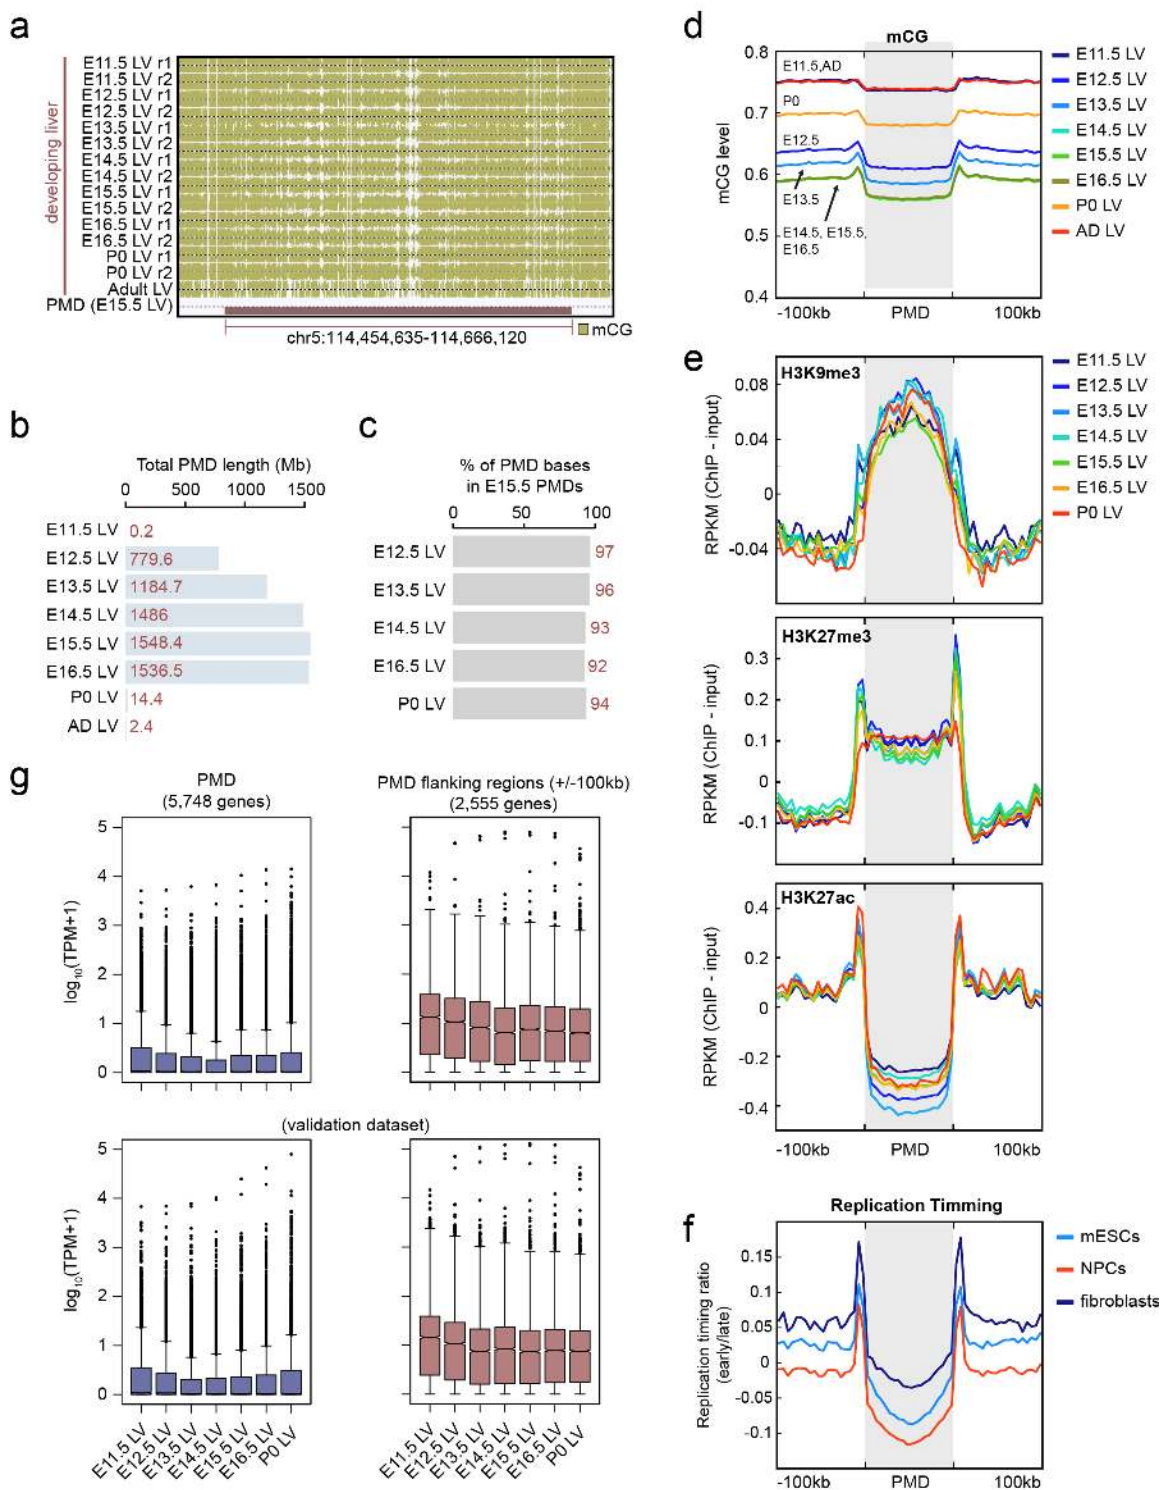 a
developing liver
E11.5 LV r1
E11.5 LV r2
E12.5 LV r1
E12.5 LV r2
E13.5 LV r1
E13.5 LV r2
E14.5 LV r1
E14.5 LV r2
E15.5 LV r1
E15.5 LV r2
E16.5 LV r1
E16.5 LV r2
P0 LV r1
P0 LV r2
Adult LV
PMD (E15.5 LV)
chr5:114,454,635-114,666,120
mCG
b
Total PMD length (Mb)
0 500 1000 1500
E11.5 LV 0.2
E12.5 LV 779.6
E13.5 LV 1184.7
E14.5 LV 1486
E15.5 LV 1548.4
E16.5 LV 1536.5
P0 LV 14.4
AD LV 2.4
c
% of PMD bases
in E15.5 PMDs
0 50 100
E12.5 LV 97
E13.5 LV 96
E14.5 LV 93
E16.5 LV 92
P0 LV 94
d
mCG
mCG level
0.8
0.7
0.6
0.5
0.4
E11.5,AD
P0
E12.5
E13.5
E14.5, E15.5,
E16.5
-100kb PMD 100kb
E11.5 LV
E12.5 LV
E13.5 LV
E14.5 LV
E15.5 LV
E16.5 LV
P0 LV
AD LV
e
H3K9me3
RPKM (ChIP - input)
0.08
0.04
0
-0.04
E11.5 LV
E12.5 LV
E13.5 LV
E14.5 LV
E15.5 LV
E16.5 LV
P0 LV
H3K27me3
RPKM (ChIP - input)
0.3
0.2
0.1
0
-0.1
H3K27ac
RPKM (ChIP - input)
0.4
0.2
0
-0.2
-0.4
-100kb PMD 100kb
f
Replication Timming
Replication timing ratio
(early/late)
0.15
0.1
0.05
0
-0.05
-0.1
-100kb PMD 100kb
mESCs
NPCs
fibroblasts
g
PMD
(5,748 genes)
log10(TPM+1)
5
4
3
2
1
0
PMD flanking regions (+/-100kb)
(2,555 genes)
(validation dataset)
log10(TPM+1)
5
4
3
2
1
0
E11.5 LV
E12.5 LV
E13.5 LV
E14.5 LV
E15.5 LV
E16.5 LV
P0 LV
E11.5 LV
E12.5 LV
E13.5 LV
E14.5 LV
E15.5 LV
E16.5 LV
P0 LV